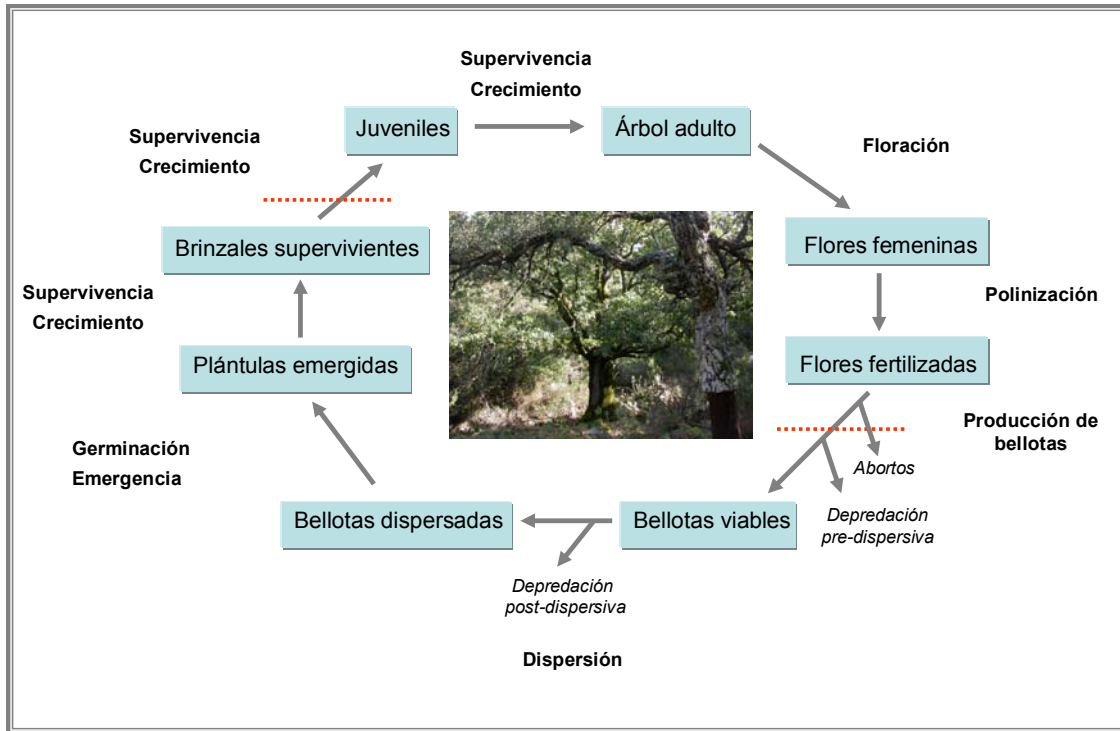 Supervivencia
Crecimiento
Juveniles
Árbol adulto
Supervivencia
Crecimiento
Floración
Brinzales supervivientes
Flores femeninas
Supervivencia
Crecimiento
Polinización
Plántulas emergidas
Flores fertilizadas
Producción de
bellotas
Abortos
Germinación
Emergencia
Bellotas dispersadas
Bellotas viables
Depredación
pre-dispersiva
Depredación
post-dispersiva
Dispersión